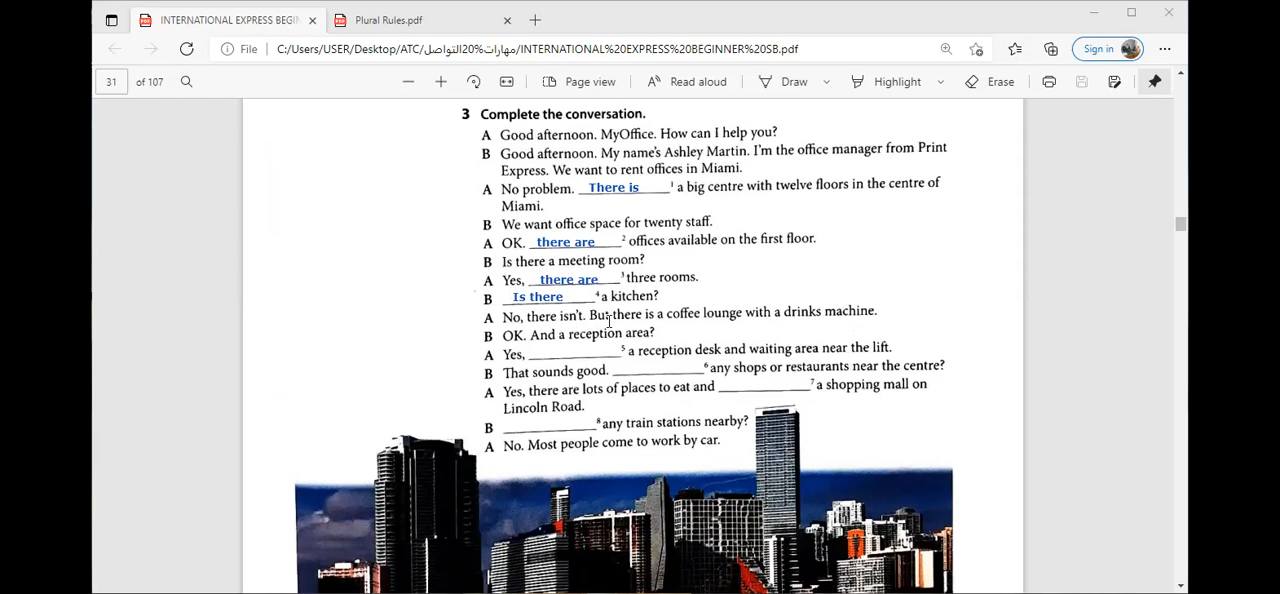 INTERNATIONAL EXPRESS BEGIN
Plural Rules.pdf
File C:/Users/USER/Desktop/ATC/مهارات%20التواصل/INTERNATIONAL%20EXPRESS%20BEGINNER%20SB.pdf
Sign in
31 of 107
Page view
Read aloud
Draw
Highlight
Erase
3 Complete the conversation.
A Good afternoon. MyOffice. How can I help you?
B Good afternoon. My name's Ashley Martin. I'm the office manager from Print
Express. We want to rent offices in Miami.
A No problem. There is ¹ a big centre with twelve floors in the centre of
Miami.
B We want office space for twenty staff.
A OK. there are ² offices available on the first floor.
B Is there a meeting room?
A Yes, there are ³ three rooms.
B Is there ⁴ a kitchen?
A No, there isn't. But there is a coffee lounge with a drinks machine.
B OK. And a reception area?
A Yes, ____________ ⁵ a reception desk and waiting area near the lift.
B That sounds good. ____________ ⁶ any shops or restaurants near the centre?
A Yes, there are lots of places to eat and ____________ ⁷ a shopping mall on
Lincoln Road.
B ____________ ⁸ any train stations nearby?
A No. Most people come to work by car.